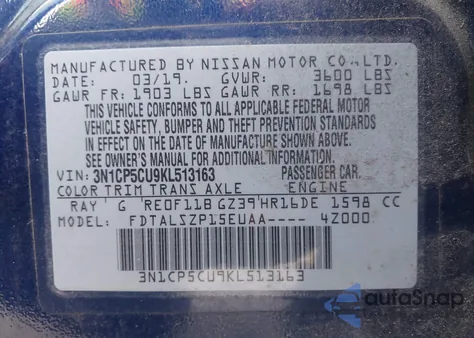 MANUFACTURED BY NISSAN MOTOR CO., LTD.
DATE: 03/19. GVWR: 3600 LBS
GAWR FR: 1903 LBS GAWR RR: 1698 LBS
THIS VEHICLE CONFORMS TO ALL APPLICABLE FEDERAL MOTOR
VEHICLE SAFETY, BUMPER AND THEFT PREVENTION STANDARDS
IN EFFECT ON THE DATE OF MANUFACTURE SHOWN ABOVE.
SEE OWNER'S MANUAL FOR ADDITIONAL INFORMATION.
VIN: 3N1CP5CU9KL513163 PASSENGER CAR.
COLOR TRIM TRANS AXLE ENGINE
RAY G RE0F11B GZ39 HR16DE 1598 CC
MODEL: FDTALSZP15EUAA---- 4Z000
3N1CP5CU9KL513163
autoSnap